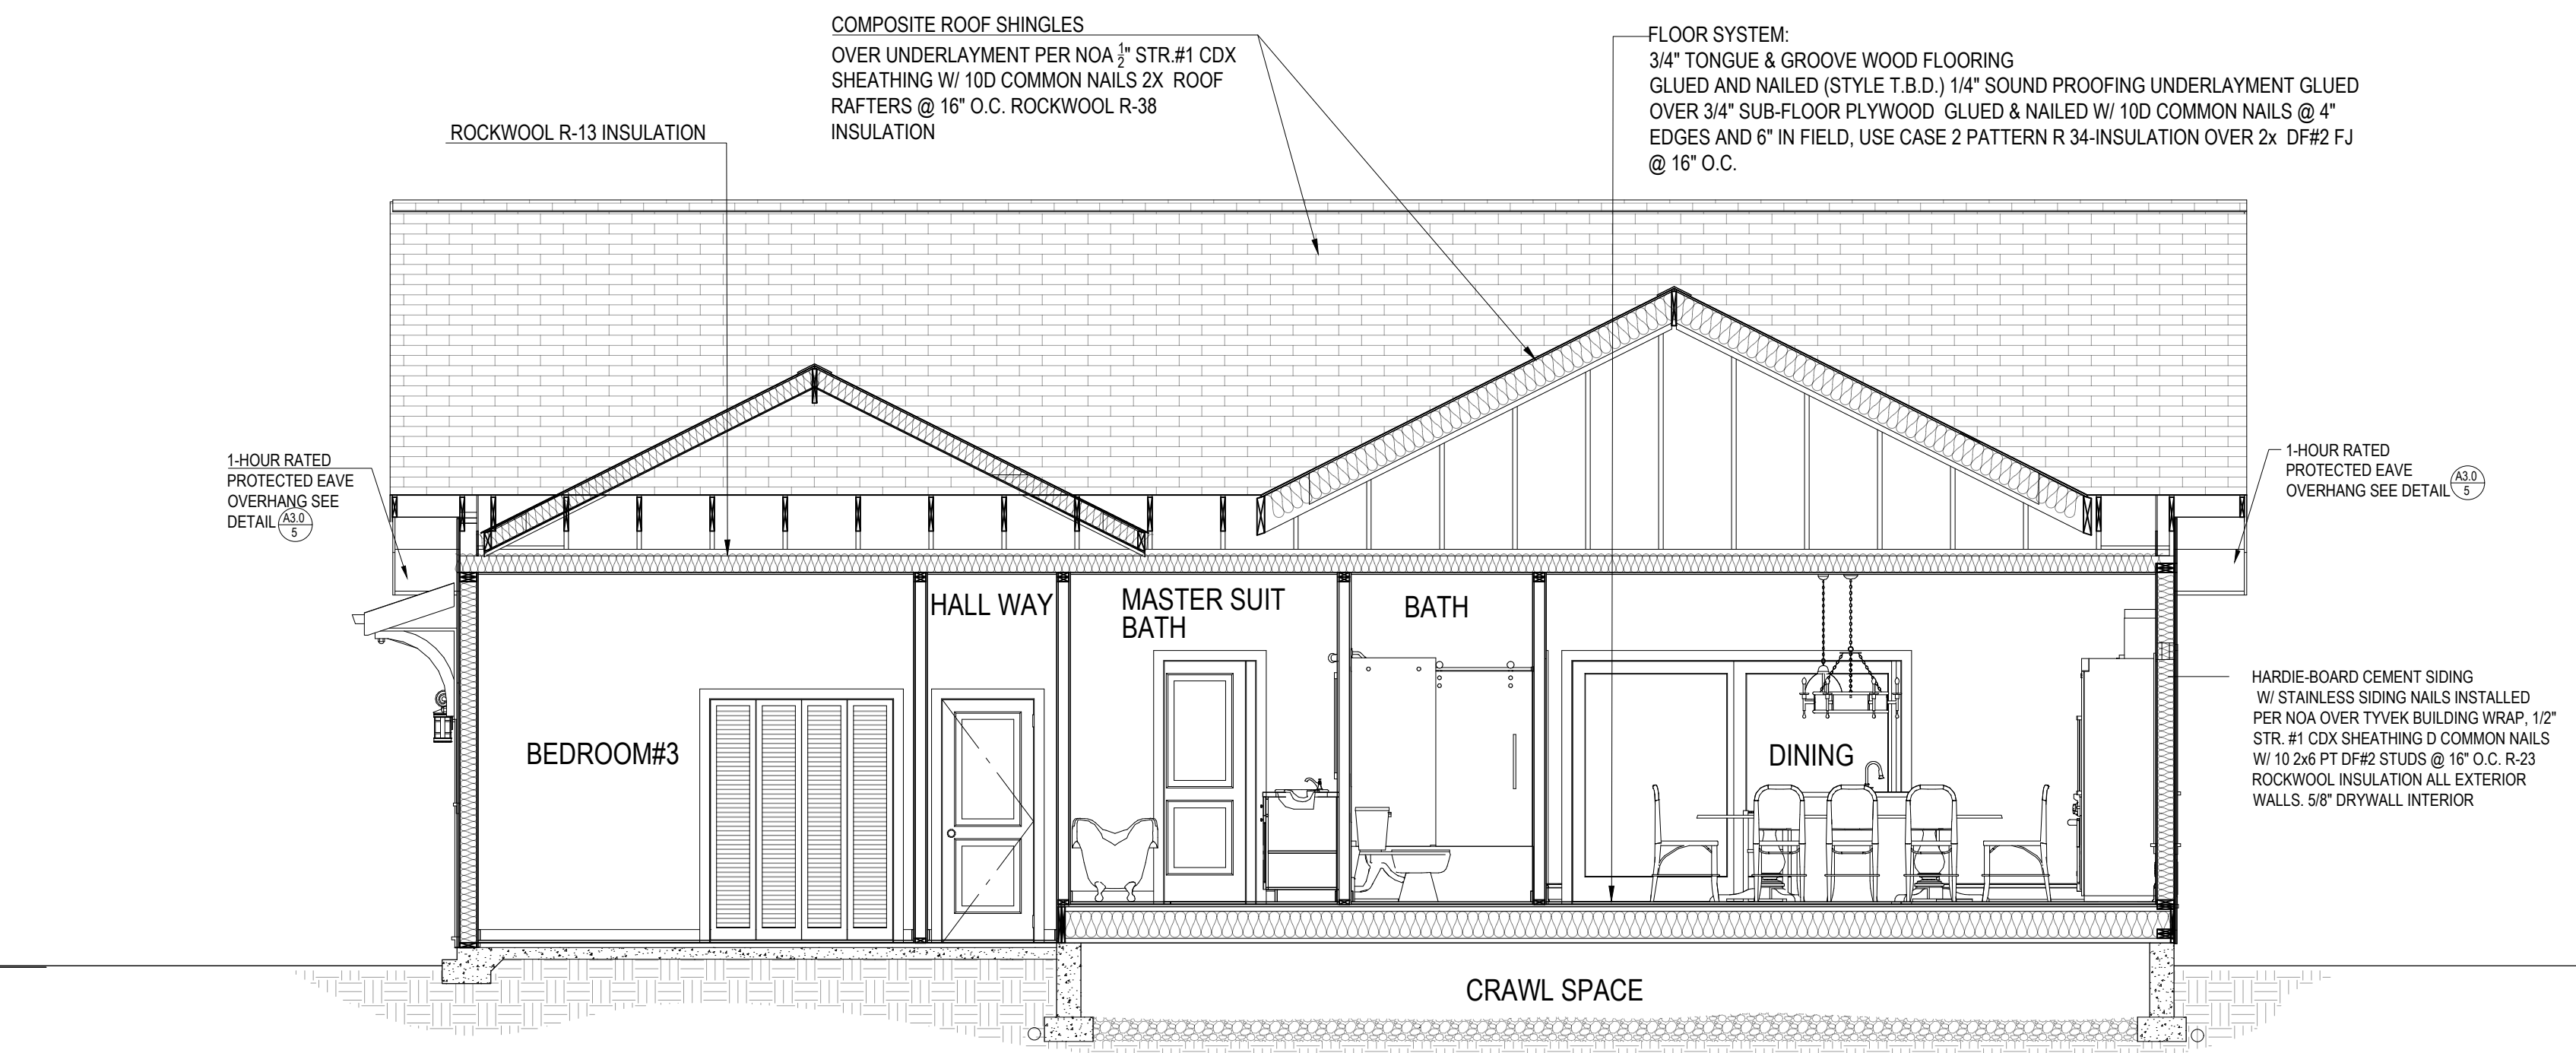 COMPOSITE ROOF SHINGLES
OVER UNDERLAYMENT PER NOA 1/2" STR.#1 CDX
SHEATHING W/ 10D COMMON NAILS 2X ROOF
RAFTERS @ 16" O.C. ROCKWOOL R-38
INSULATION
FLOOR SYSTEM:
3/4" TONGUE & GROOVE WOOD FLOORING
GLUED AND NAILED (STYLE T.B.D.) 1/4" SOUND PROOFING UNDERLAYMENT GLUED
OVER 3/4" SUB-FLOOR PLYWOOD GLUED & NAILED W/ 10D COMMON NAILS @ 4"
EDGES AND 6" IN FIELD, USE CASE 2 PATTERN R 34-INSULATION OVER 2x DF#2 FJ
@ 16" O.C.
ROCKWOOL R-13 INSULATION
1-HOUR RATED
PROTECTED EAVE
OVERHANG SEE
DETAIL A3.0
5
1-HOUR RATED
PROTECTED EAVE
OVERHANG SEE DETAIL A3.0
5
HALL WAY
MASTER SUIT
BATH
BATH
BEDROOM#3
DINING
HARDIE-BOARD CEMENT SIDING
W/ STAINLESS SIDING NAILS INSTALLED
PER NOA OVER TYVEK BUILDING WRAP, 1/2"
STR. #1 CDX SHEATHING D COMMON NAILS
W/ 10 2x6 PT DF#2 STUDS @ 16" O.C. R-23
ROCKWOOL INSULATION ALL EXTERIOR
WALLS. 5/8" DRYWALL INTERIOR
CRAWL SPACE